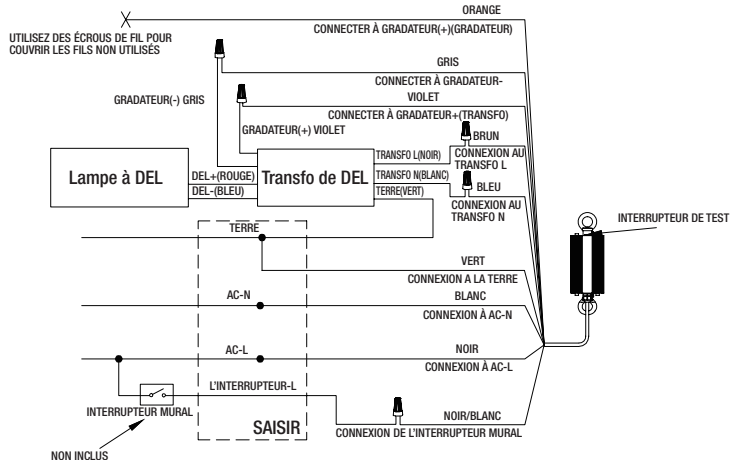 ORANGE
CONNECTER À GRADATEUR(+)(GRADATEUR)
UTILISEZ DES ÉCROUS DE FIL POUR
COUVRIR LES FILS NON UTILISÉS
GRIS
CONNECTER À GRADATEUR-
VIOLET
CONNECTER À GRADATEUR+(TRANSFO)
GRADATEUR(-) GRIS
GRADATEUR(+) VIOLET
BRUN
CONNEXION AU
TRANSFO L
TRANSFO L(NOIR)
TRANSFO N(BLANC)
TERRE(VERT)
BLEU
CONNEXION AU
TRANSFO N
Lampe à DEL
DEL+(ROUGE)
DEL-(BLEU)
Transfo de DEL
INTERRUPTEUR DE TEST
TERRE
VERT
CONNEXION A LA TERRE
AC-N
BLANC
CONNEXION À AC-N
AC-L
NOIR
CONNEXION À AC-L
L'INTERRUPTEUR-L
INTERRUPTEUR MURAL
SAISIR
NOIR/BLANC
CONNEXION DE L'INTERRUPTEUR MURAL
NON INCLUS